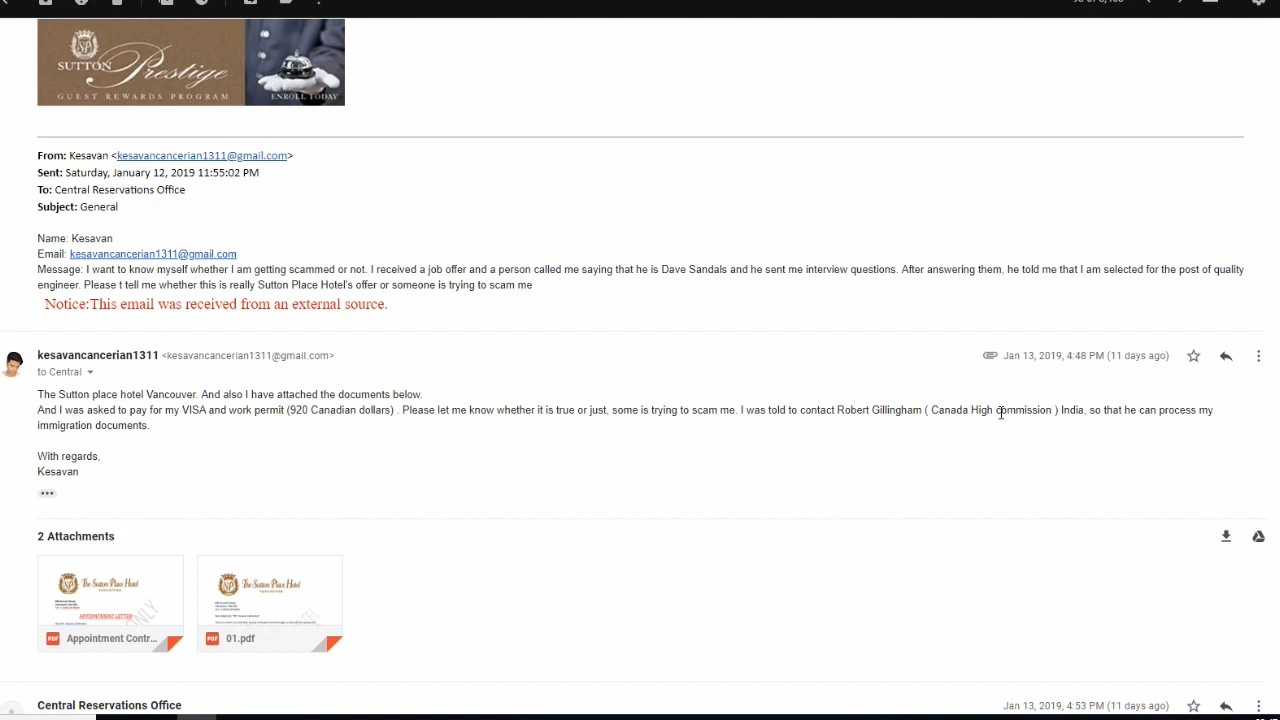 SUTTON Prestige
GUEST REWARDS PROGRAM
ENROLL TODAY
From: Kesavan <kesavancancerian1311@gmail.com>
Sent: Saturday, January 12, 2019 11:55:02 PM
To: Central Reservations Office
Subject: General
Name: Kesavan
Email: kesavancancerian1311@gmail.com
Message: I want to know myself whether I am getting scammed or not. I received a job offer and a person called me saying that he is Dave Sandals and he sent me interview questions. After answering them, he told me that I am selected for the post of quality
engineer. Please t tell me whether this is really Sutton Place Hotel's offer or someone is trying to scam me
Notice:This email was received from an external source.
kesavancancerian1311 <kesavancancerian1311@gmail.com>
Jan 13, 2019, 4:48 PM (11 days ago)
to Central
The Sutton place hotel Vancouver. And also I have attached the documents below.
And I was asked to pay for my VISA and work permit (920 Canadian dollars) . Please let me know whether it is true or just, some is trying to scam me. I was told to contact Robert Gillingham ( Canada High commission ) India, so that he can process my
immigration documents.
With regards,
Kesavan
2 Attachments
The Sutton Place Hotel
VANCOUVER
APPOINTMENT LETTER
PDF Appointment Contr...
The Sutton Place Hotel
VANCOUVER
PDF 01.pdf
Central Reservations Office
Jan 13, 2019, 4:53 PM (11 days ago)